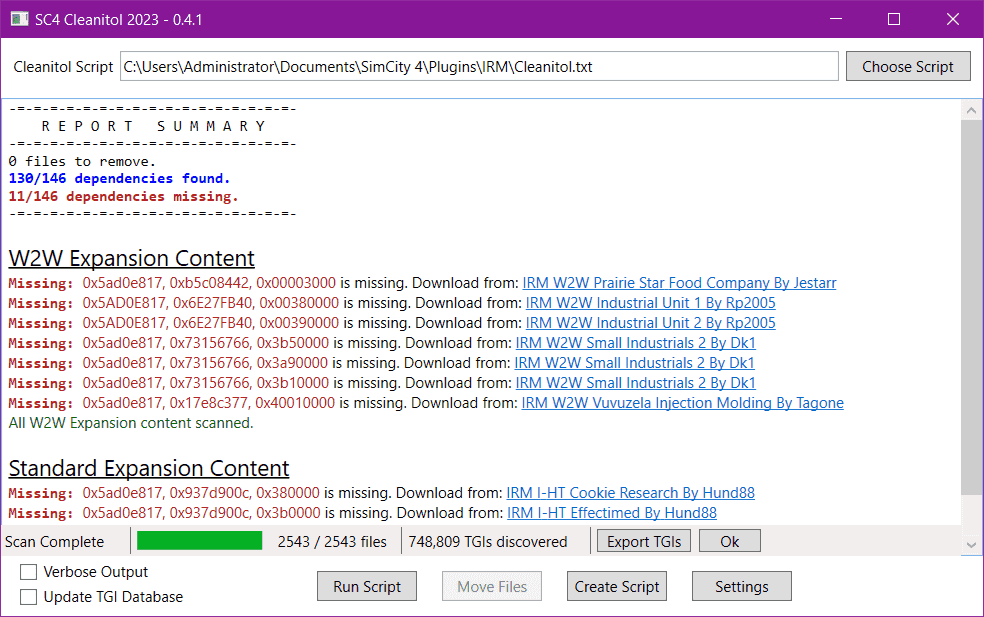 SC4 Cleanitol 2023 - 0.4.1
Cleanitol Script C:\Users\Administrator\Documents\SimCity 4\Plugins\IRM\Cleanitol.txt Choose Script
-=-=-=-=-=-=-=-=-=-=-=-=-=-=-=-=-=-
R E P O R T   S U M M A R Y
-=-=-=-=-=-=-=-=-=-=-=-=-=-=-=-=-=-
0 files to remove.
130/146 dependencies found.
11/146 dependencies missing.
-=-=-=-=-=-=-=-=-=-=-=-=-=-=-=-=-=-
W2W Expansion Content
Missing: 0x5ad0e817, 0xb5c08442, 0x00003000 is missing. Download from: IRM W2W Prairie Star Food Company By Jestarr
Missing: 0x5AD0E817, 0x6E27FB40, 0x00380000 is missing. Download from: IRM W2W Industrial Unit 1 By Rp2005
Missing: 0x5AD0E817, 0x6E27FB40, 0x00390000 is missing. Download from: IRM W2W Industrial Unit 2 By Rp2005
Missing: 0x5ad0e817, 0x73156766, 0x3b50000 is missing. Download from: IRM W2W Small Industrials 2 By Dk1
Missing: 0x5ad0e817, 0x73156766, 0x3a90000 is missing. Download from: IRM W2W Small Industrials 2 By Dk1
Missing: 0x5ad0e817, 0x73156766, 0x3b10000 is missing. Download from: IRM W2W Small Industrials 2 By Dk1
Missing: 0x5ad0e817, 0x17e8c377, 0x40010000 is missing. Download from: IRM W2W Vuvuzela Injection Molding By Tagone
All W2W Expansion content scanned.
Standard Expansion Content
Missing: 0x5ad0e817, 0x937d900c, 0x380000 is missing. Download from: IRM I-HT Cookie Research By Hund88
Missing: 0x5ad0e817, 0x937d900c, 0x3b0000 is missing. Download from: IRM I-HT Effectimed By Hund88
Scan Complete 2543 / 2543 files 748,809 TGIs discovered Export TGIs Ok
Verbose Output
Update TGI Database
Run Script Move Files Create Script Settings